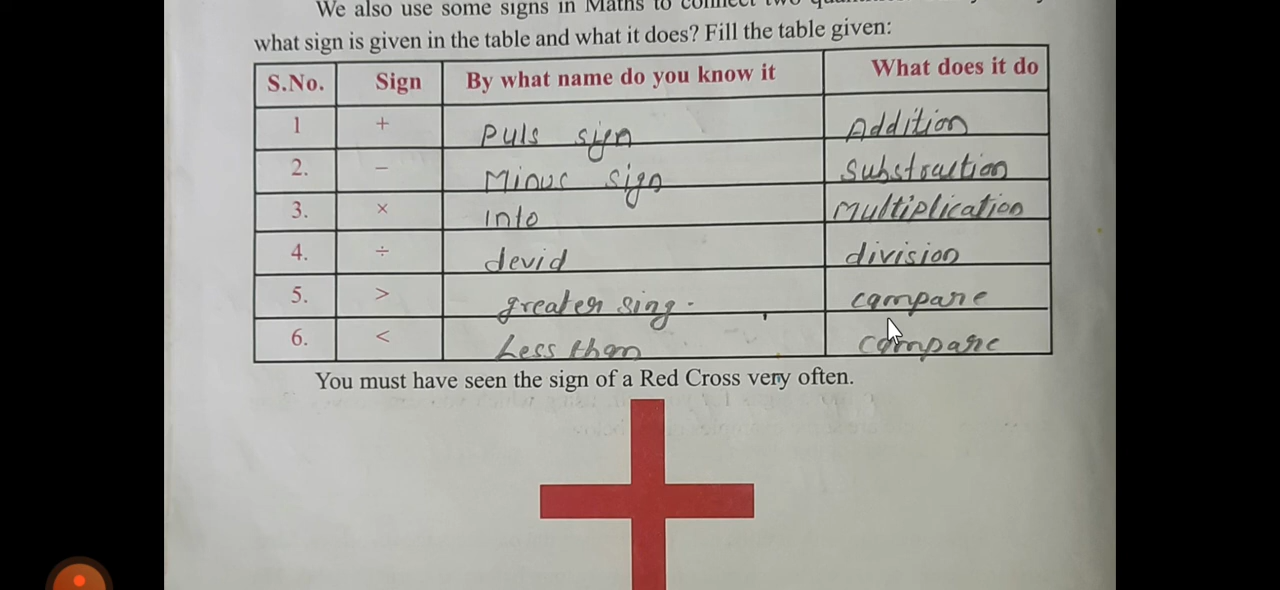 We also use some signs in Maths to connect two
what sign is given in the table and what it does? Fill the table given:
S.No. Sign By what name do you know it What does it do
1 + Puls sign Addition
2. − Minus sign Substraction
3. × Into Multiplication
4. ÷ devid division
5. > greater sing. compare
6. < Less than compare
You must have seen the sign of a Red Cross very often.